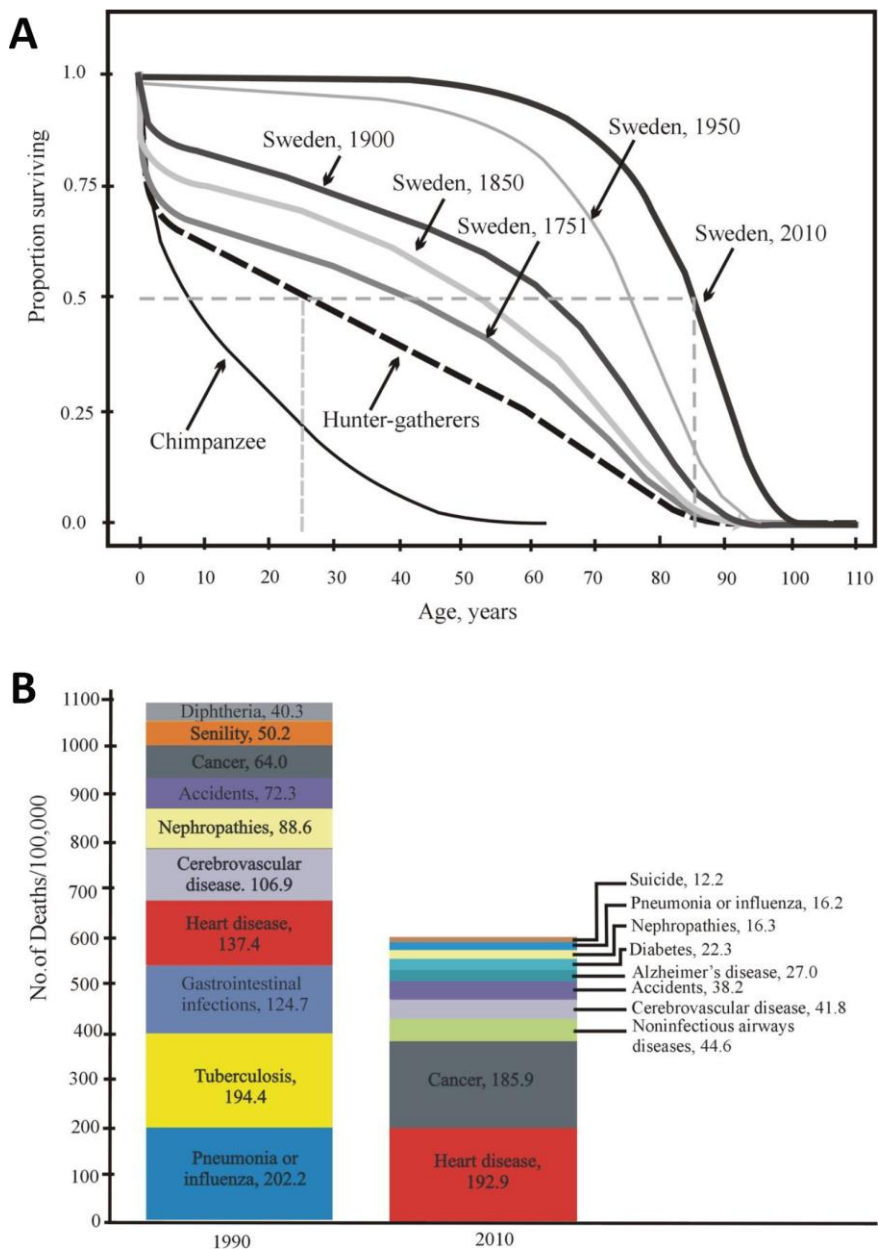 A
Proportion surviving
1.0
0.75
0.5
0.25
0.0
Sweden, 1900
Sweden, 1850
Sweden, 1751
Sweden, 1950
Sweden, 2010
Chimpanzee
Hunter-gatherers
0 10 20 30 40 50 60 70 80 90 100 110
Age, years
B
No.of Deaths/100,000
1100
1000
900
800
700
600
500
400
300
200
100
0
Diphtheria, 40.3
Senility, 50.2
Cancer, 64.0
Accidents, 72.3
Nephropathies, 88.6
Cerebrovascular
disease. 106.9
Heart disease,
137.4
Gastrointestinal
infections, 124.7
Tuberculosis,
194.4
Pneumonia or
influenza, 202.2
Suicide, 12.2
Pneumonia or influenza, 16.2
Nephropathies, 16.3
Diabetes, 22.3
Alzheimer's disease, 27.0
Accidents, 38.2
Cerebrovascular disease, 41.8
Noninfectious airways
diseases, 44.6
Cancer, 185.9
Heart disease,
192.9
1990
2010